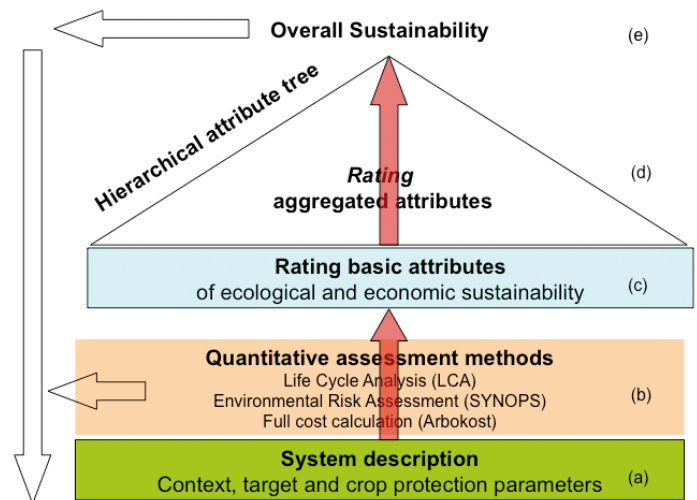 Overall Sustainability
(e)
Hierarchical attribute tree
Rating
aggregated attributes
(d)
Rating basic attributes
of ecological and economic sustainability
(c)
Quantitative assessment methods
Life Cycle Analysis (LCA)
Environmental Risk Assessment (SYNOPS)
Full cost calculation (Arbokost)
(b)
System description
Context, target and crop protection parameters
(a)